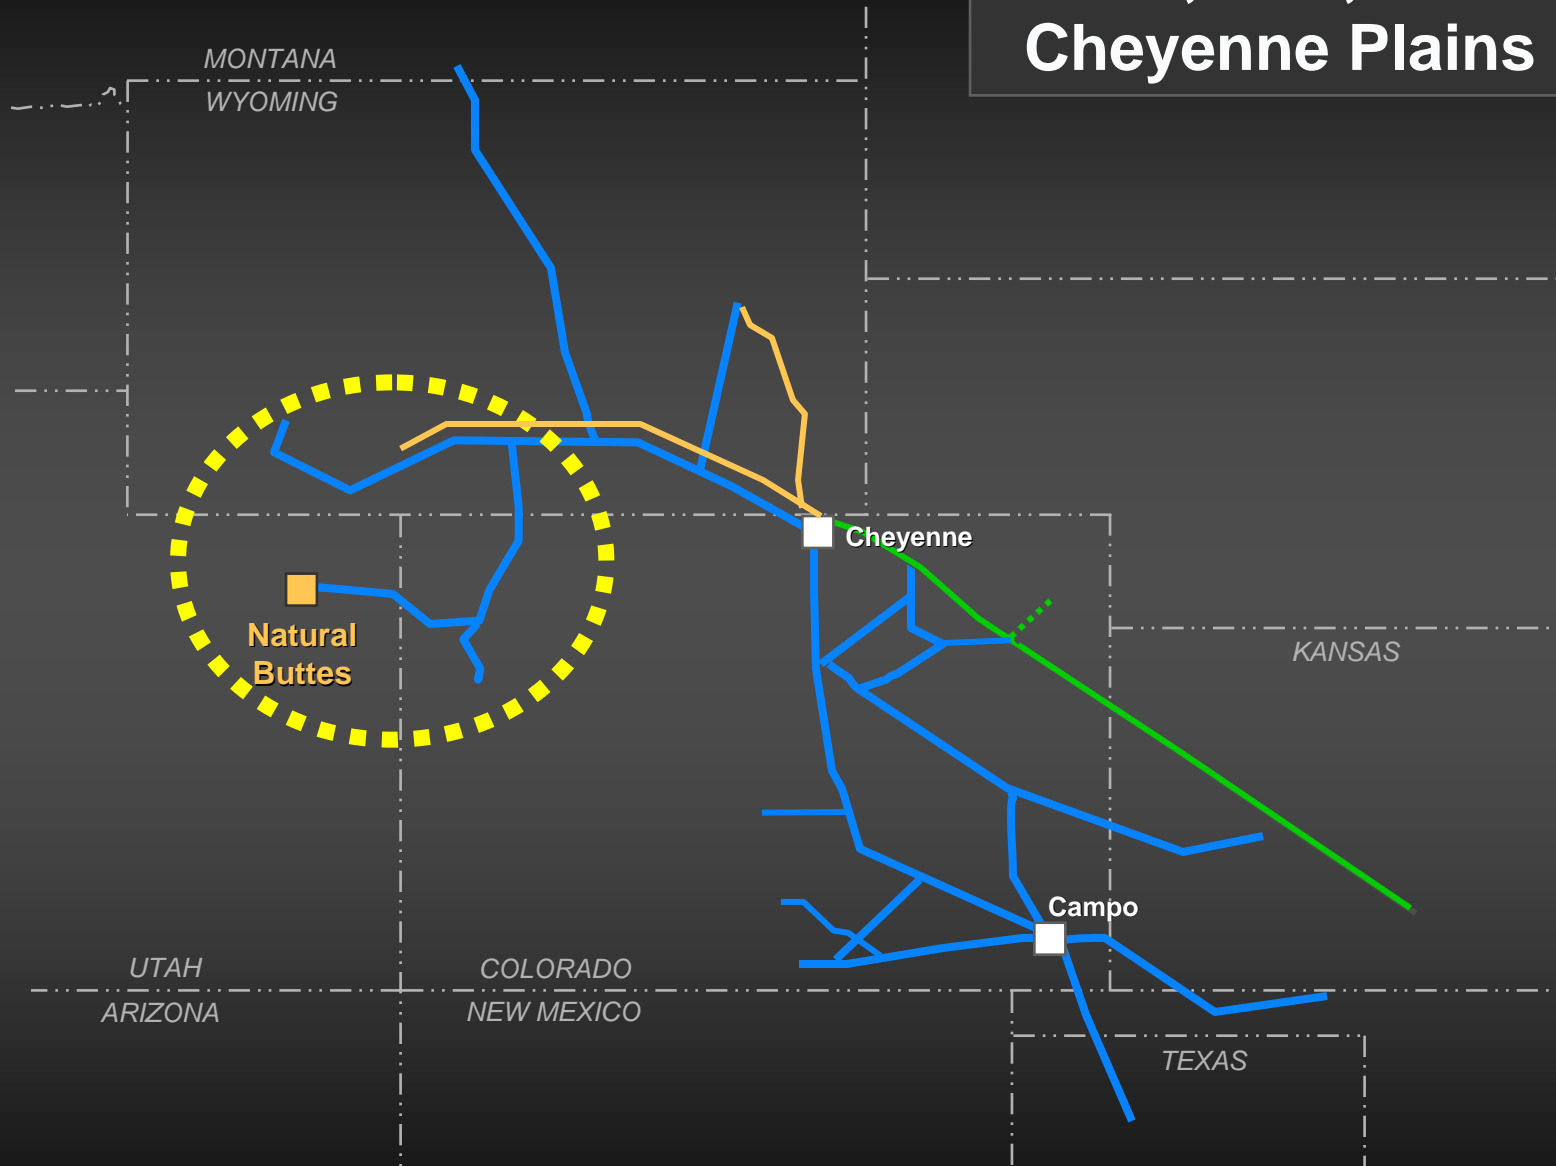 Cheyenne Plains
MONTANA
WYOMING
Cheyenne
Natural
Buttes
KANSAS
Campo
UTAH
COLORADO
ARIZONA
NEW MEXICO
TEXAS